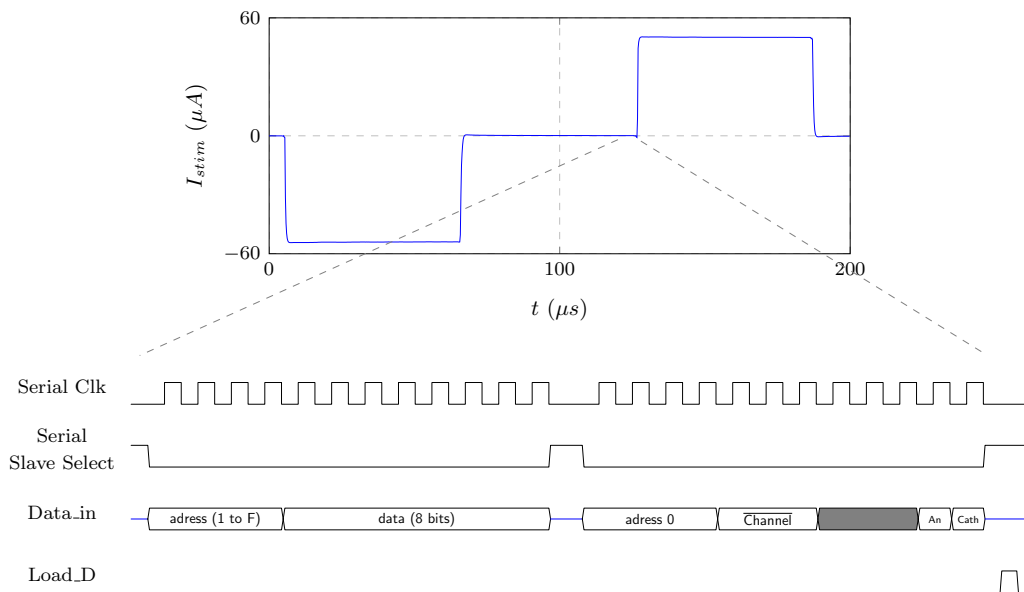 60
0
−60
I_stim (μA)
0
100
200
t (μs)
Serial Clk
Serial
Slave Select
Data_in
adress (1 to F)
data (8 bits)
adress 0
Channel
An
Cath
Load_D